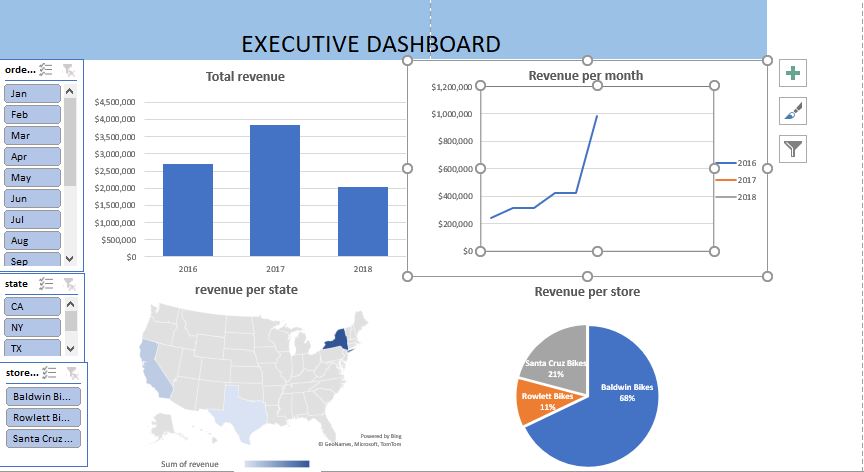 EXECUTIVE DASHBOARD
orde...
Jan
Feb
Mar
Apr
May
Jun
Jul
Aug
Sep
Total revenue
$4,500,000
$4,000,000
$3,500,000
$3,000,000
$2,500,000
$2,000,000
$1,500,000
$1,000,000
$500,000
$0
2016
2017
2018
Revenue per month
$1,200,000
$1,000,000
$800,000
$600,000
$400,000
$200,000
$0
2016
2017
2018
state
CA
NY
TX
store...
Baldwin Bi...
Rowlett Bi...
Santa Cruz ...
revenue per state
Powered by Bing
© GeoNames, Microsoft, TomTom
Sum of revenue
Revenue per store
Santa Cruz Bikes
21%
Rowlett Bikes
11%
Baldwin Bikes
68%